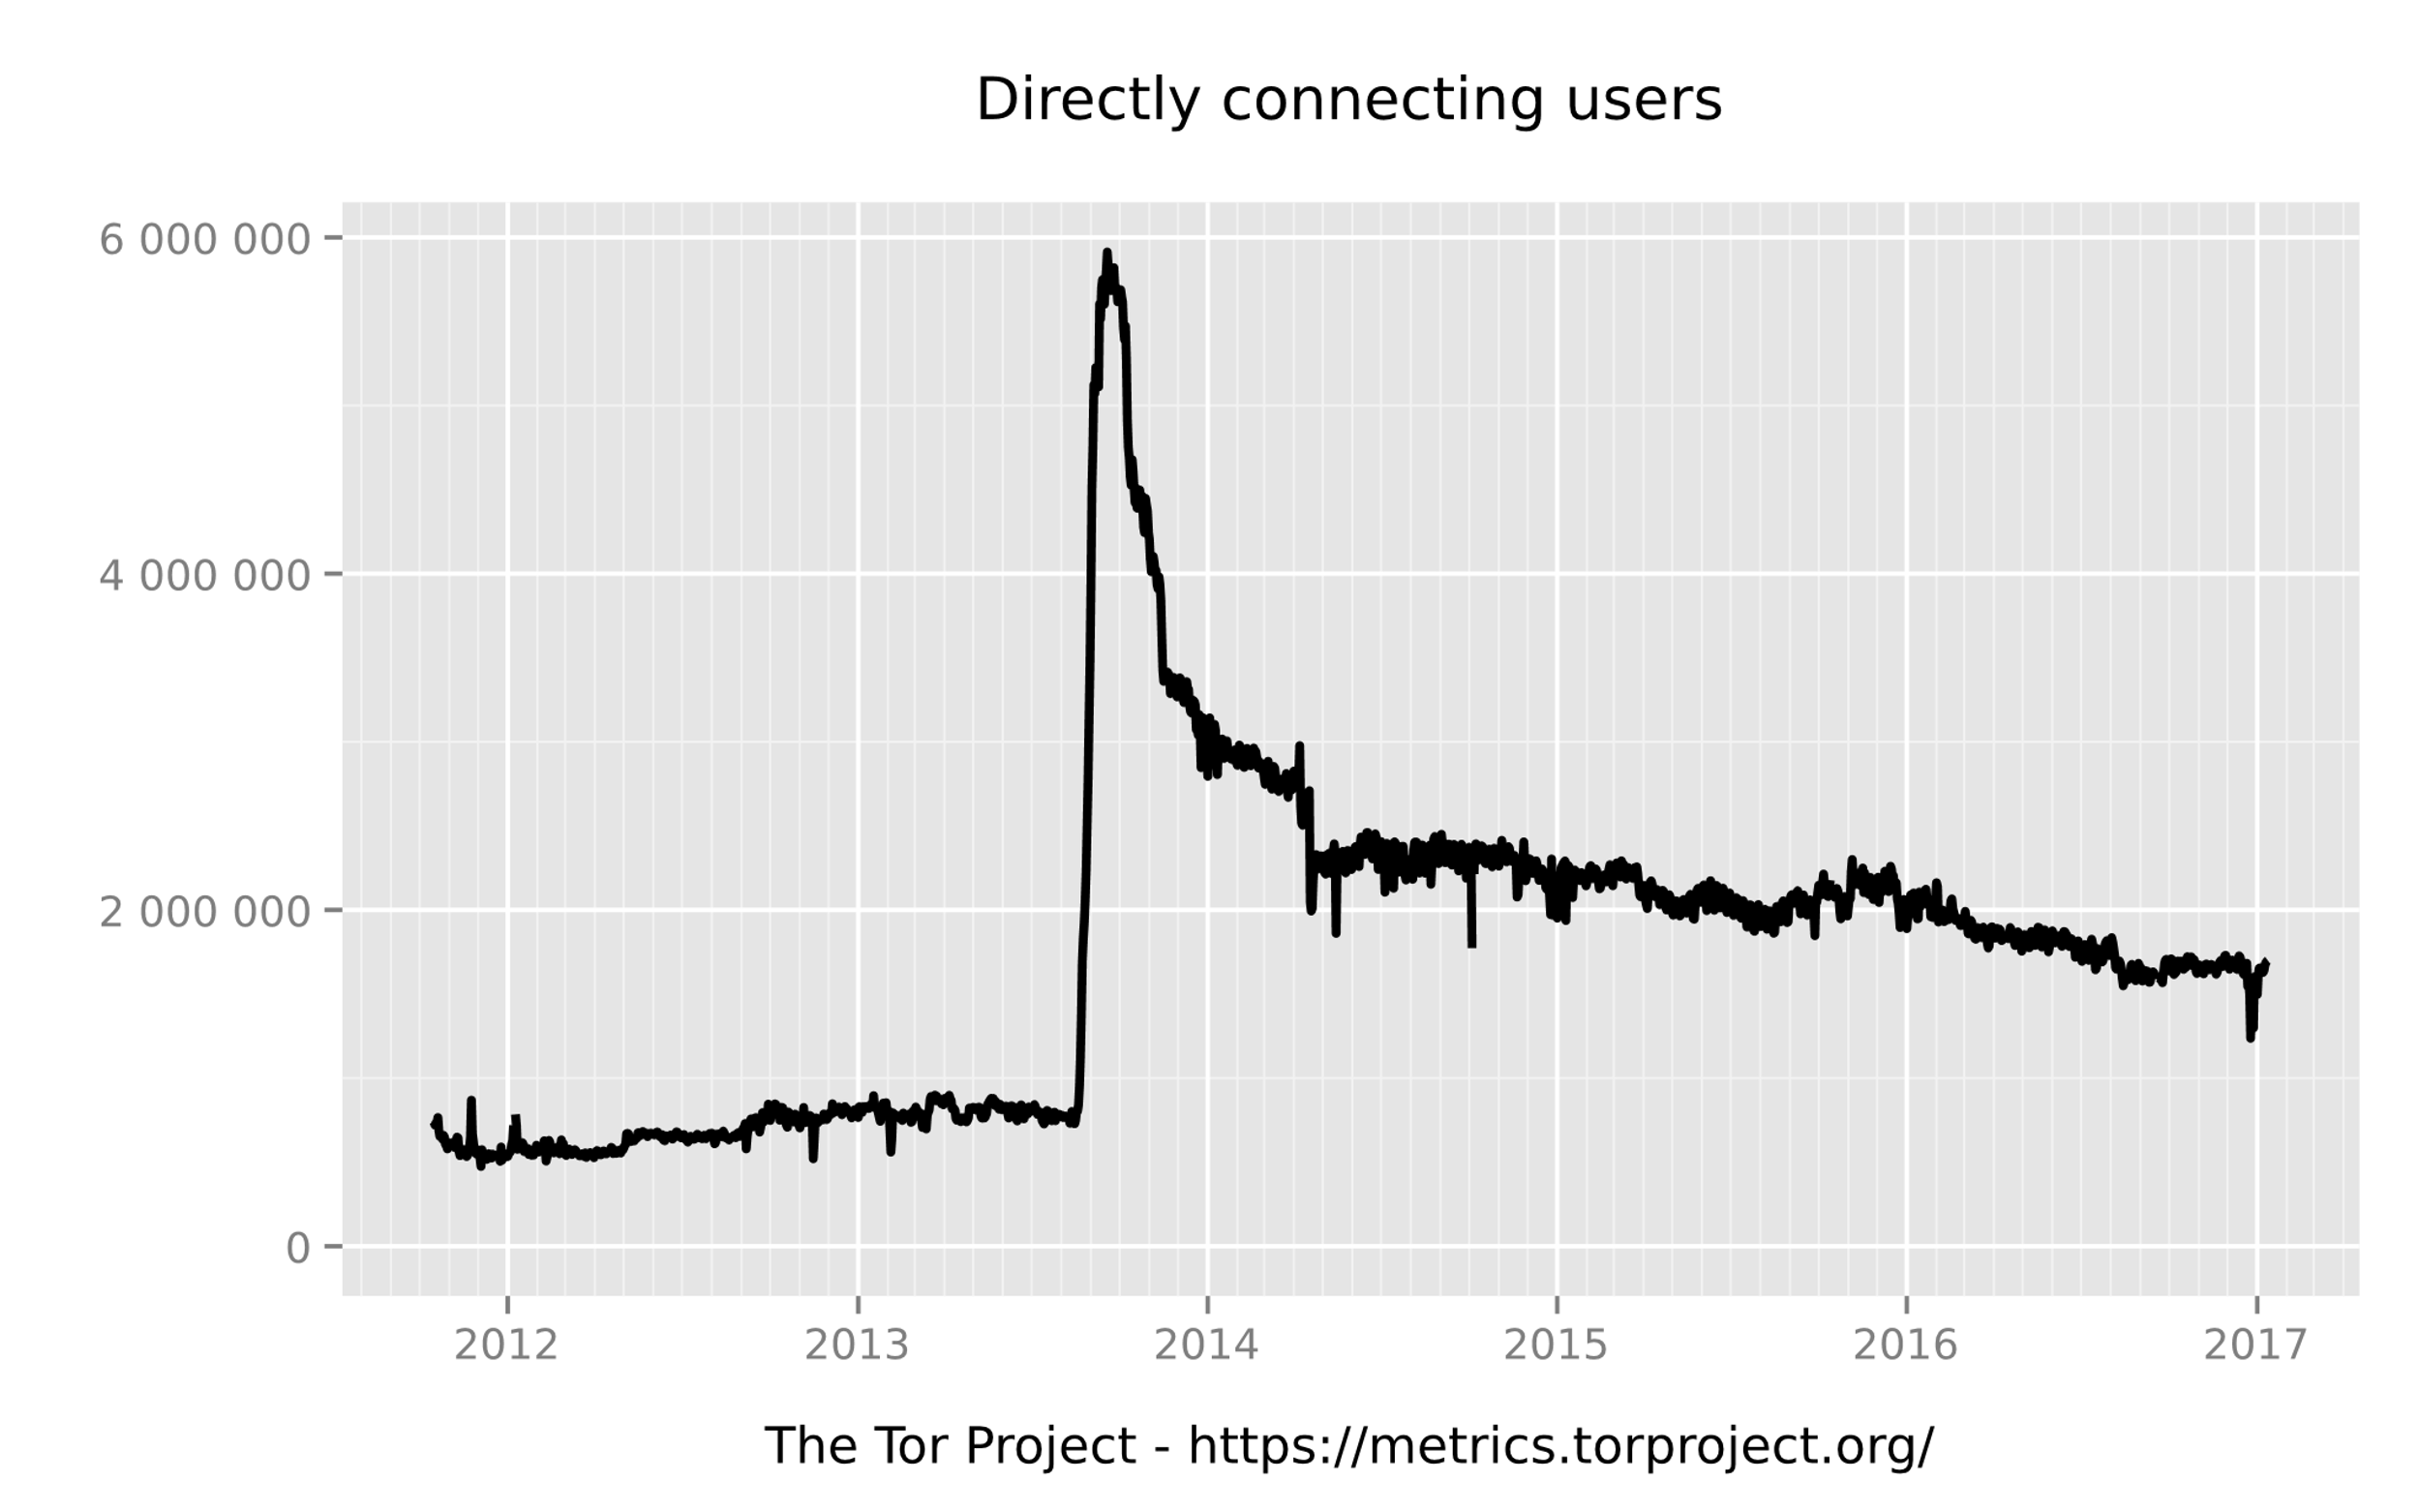 Directly connecting users
6 000 000
4 000 000
2 000 000
0
2012 2013 2014 2015 2016 2017
The Tor Project - https://metrics.torproject.org/